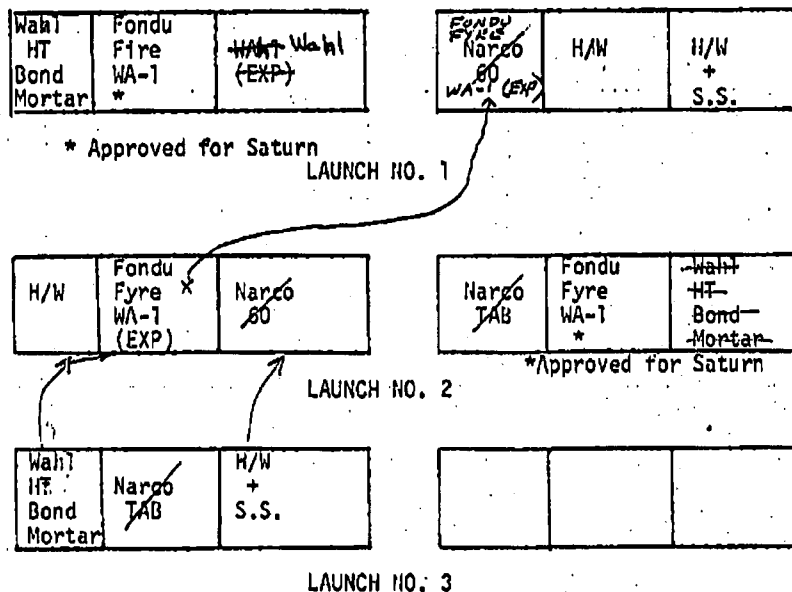 Wahl
HT
Bond
Mortar
Fondu
Fire
WA-1
*
Wahl
(EXP)
FONDU
FYRE
Narco
60
WA-1 (EXP)
H/W
H/W
+
S.S.
* Approved for Saturn
LAUNCH NO. 1
H/W
Fondu
Fyre X
WA-1
(EXP)
Narco
60
Narco
TAB
Fondu
Fyre
WA-1
*
Wahl
HT
Bond
Mortar
*Approved for Saturn
LAUNCH NO. 2
Wahl
HT
Bond
Mortar
Narco
TAB
H/W
+
S.S.
LAUNCH NO. 3